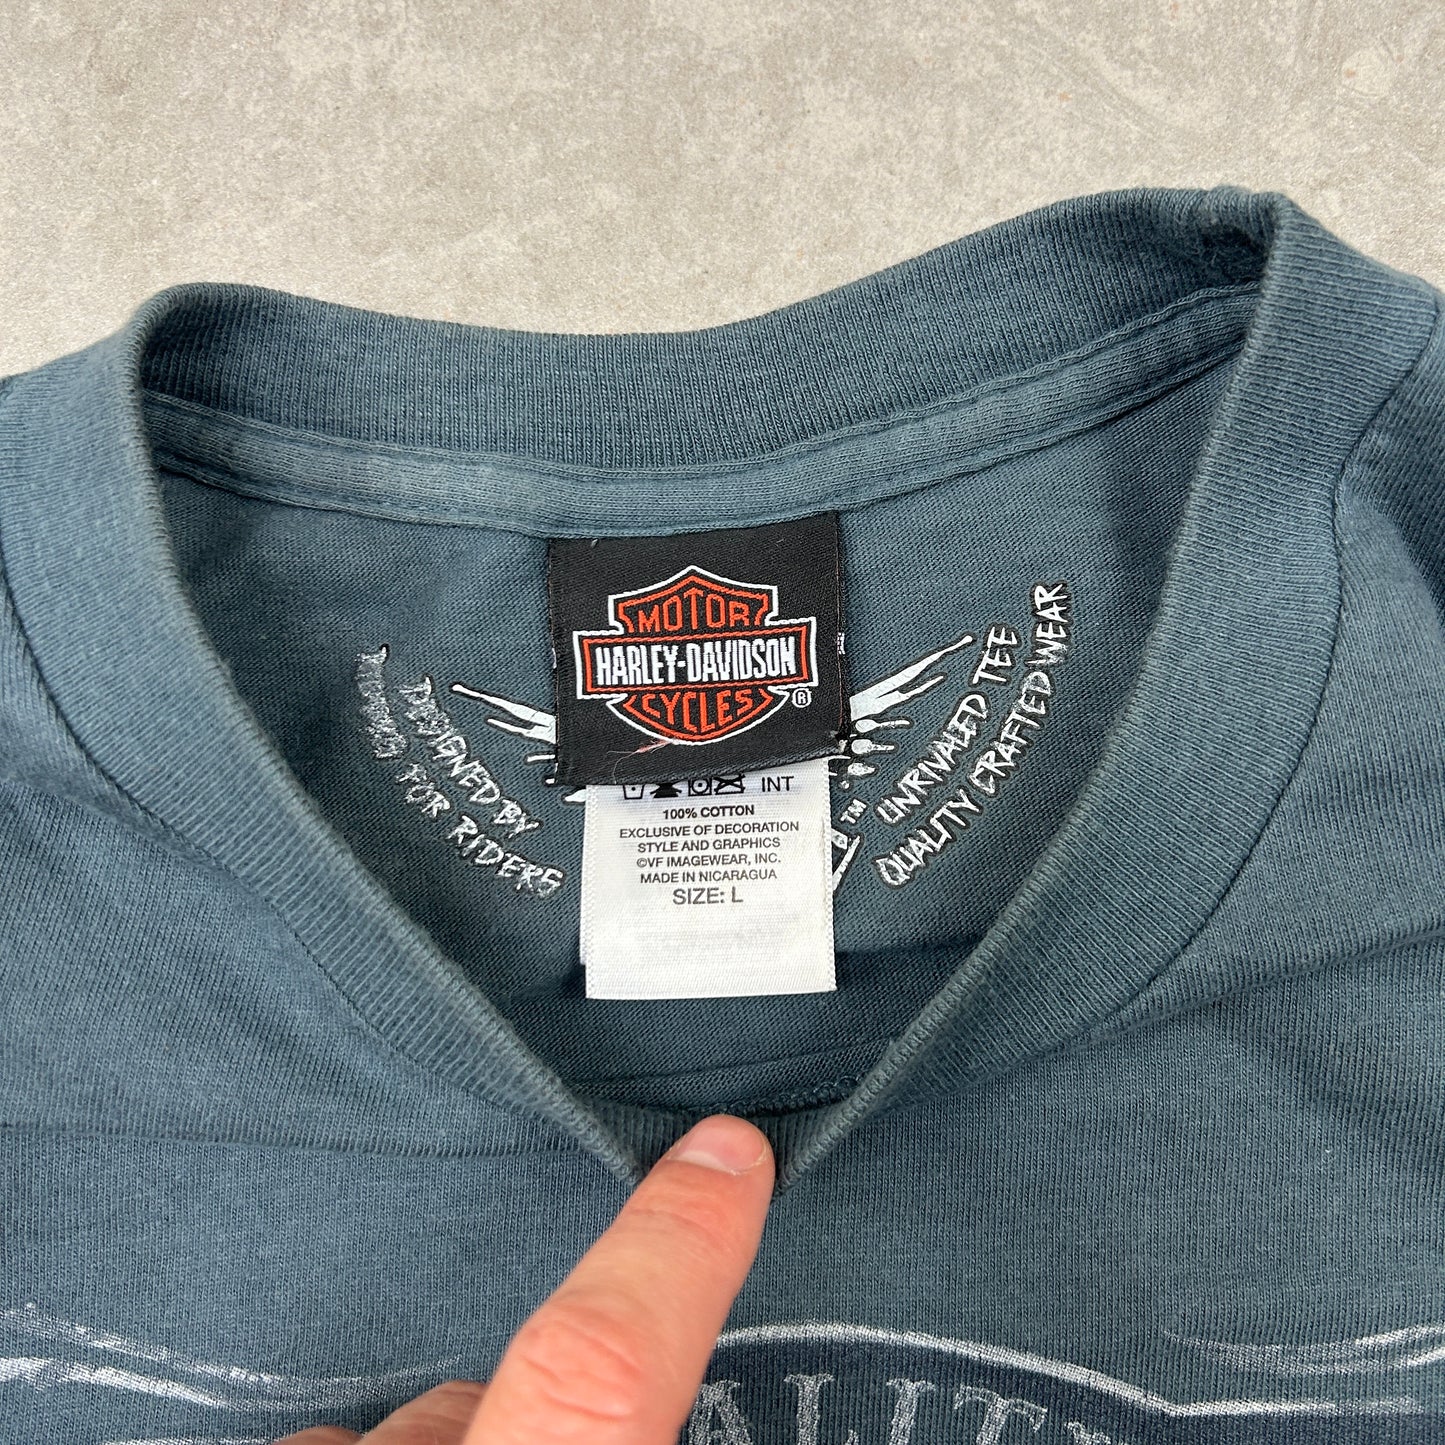 MOTOR
HARLEY-DAVIDSON
CYCLES
®
DESIGNED BY
FOR RIDERS
UNRIVALED TEE
QUALITY CRAFTED WEAR
™
INT
100% COTTON
EXCLUSIVE OF DECORATION
STYLE AND GRAPHICS
©VF IMAGEWEAR, INC.
MADE IN NICARAGUA
SIZE: L